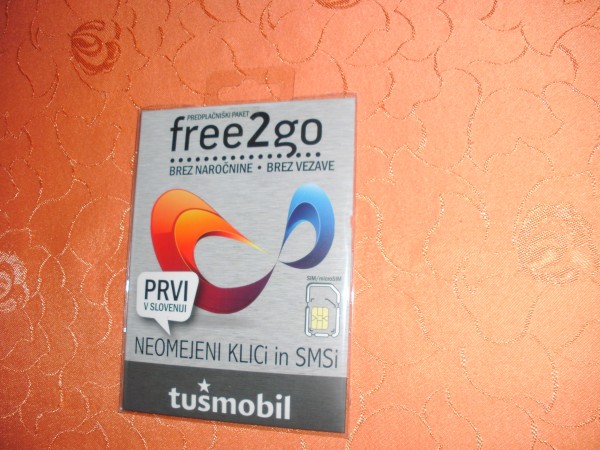 PREDPLAČNIŠKI PAKET
free2go
BREZ NAROČNINE • BREZ VEZAVE
PRVI
V SLOVENIJI
NEOMEJENI KLICi in SMSi
tušmobil